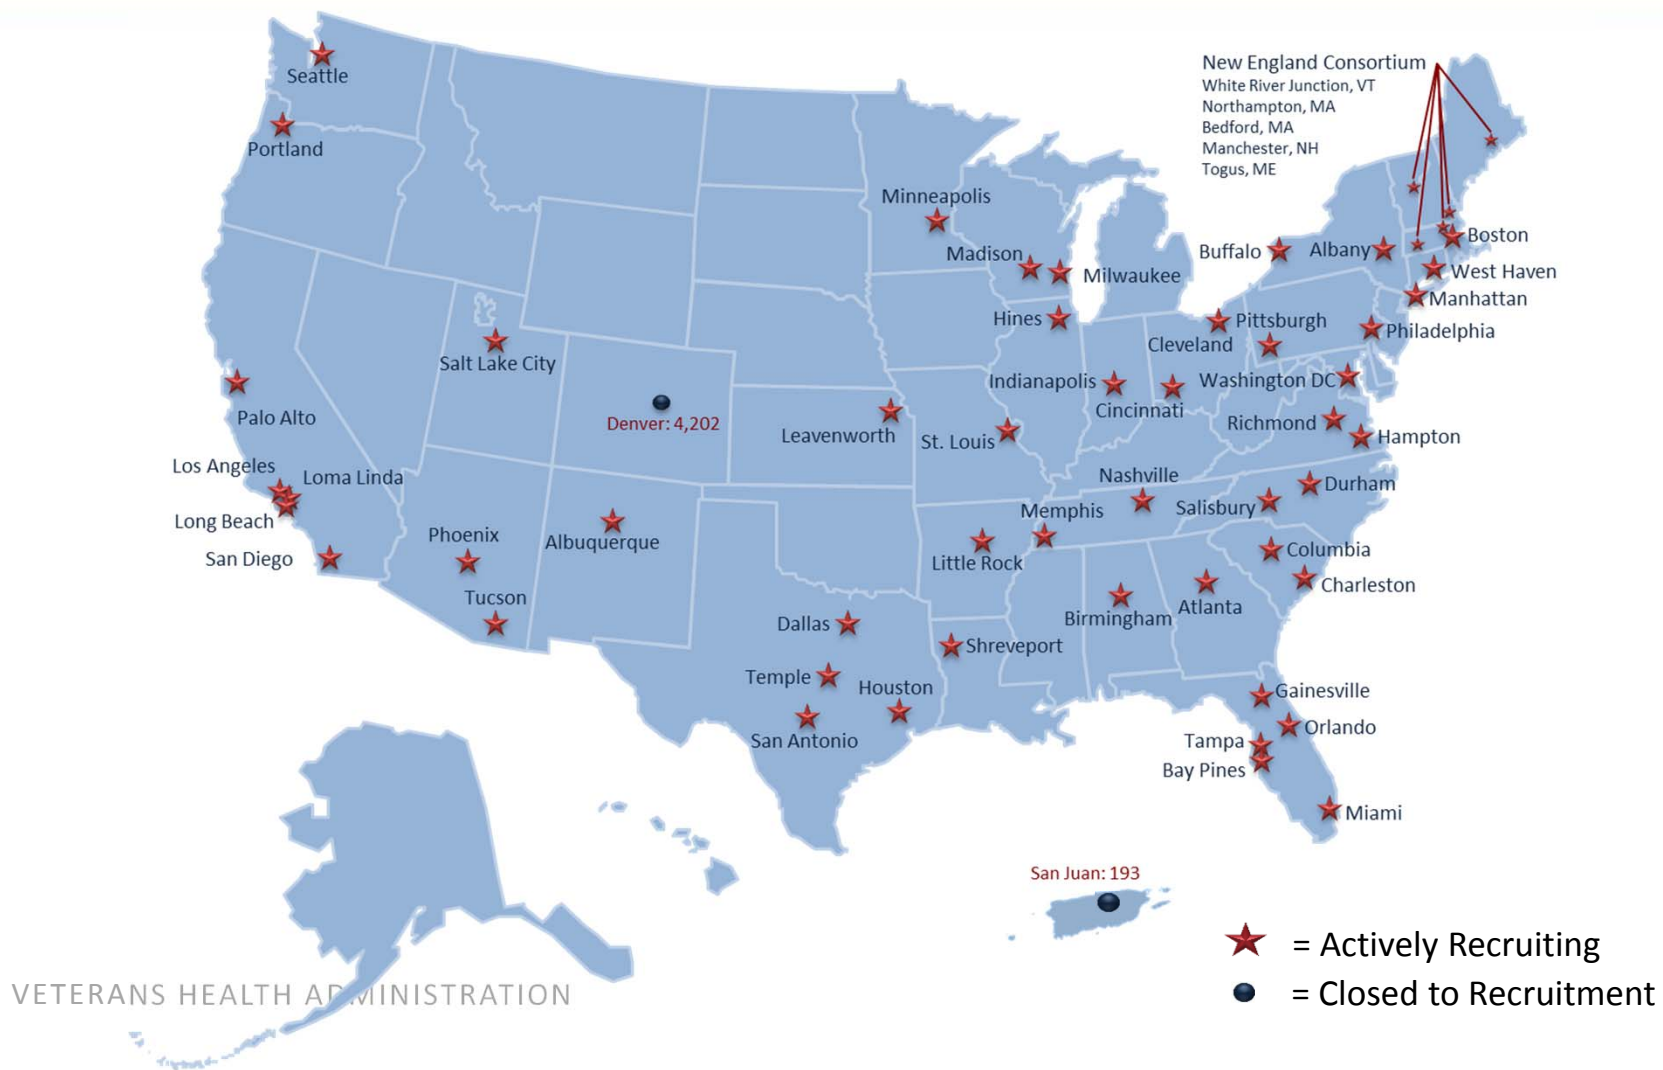 Seattle
Portland
New England Consortium
White River Junction, VT
Northampton, MA
Bedford, MA
Manchester, NH
Togus, ME
Minneapolis
Madison
Milwaukee
Hines
Buffalo
Albany
Boston
West Haven
Manhattan
Pittsburgh
Philadelphia
Cleveland
Salt Lake City
Palo Alto
Denver: 4,202
Leavenworth
St. Louis
Indianapolis
Cincinnati
Washington DC
Richmond
Hampton
Los Angeles
Loma Linda
Long Beach
San Diego
Phoenix
Tucson
Albuquerque
Nashville
Memphis
Little Rock
Salisbury
Durham
Columbia
Charleston
Birmingham
Atlanta
Dallas
Shreveport
Temple
Houston
San Antonio
Gainesville
Orlando
Tampa
Bay Pines
Miami
San Juan: 193
= Actively Recruiting
= Closed to Recruitment
VETERANS HEALTH ADMINISTRATION